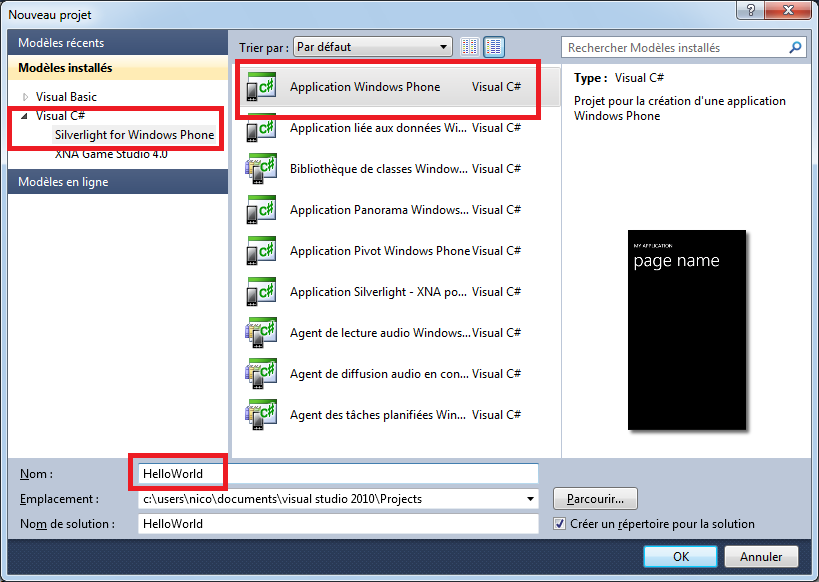 Nouveau projet
Modèles récents
Modèles installés
Visual Basic
Visual C#
Silverlight for Windows Phone
XNA Game Studio 4.0
Modèles en ligne
Trier par : Par défaut
Application Windows Phone Visual C#
Application liée aux données Wi... Visual C#
Bibliothèque de classes Window... Visual C#
Application Panorama Windows... Visual C#
Application Pivot Windows Phone Visual C#
Application Silverlight - XNA po... Visual C#
Agent de lecture audio Windows... Visual C#
Agent de diffusion audio en con... Visual C#
Agent des tâches planifiées Win... Visual C#
Rechercher Modèles installés
Type : Visual C#
Projet pour la création d'une application
Windows Phone
MY APPLICATION
page name
Nom : HelloWorld
Emplacement : c:\users\nico\documents\visual studio 2010\Projects Parcourir...
Nom de solution : HelloWorld Créer un répertoire pour la solution
OK Annuler